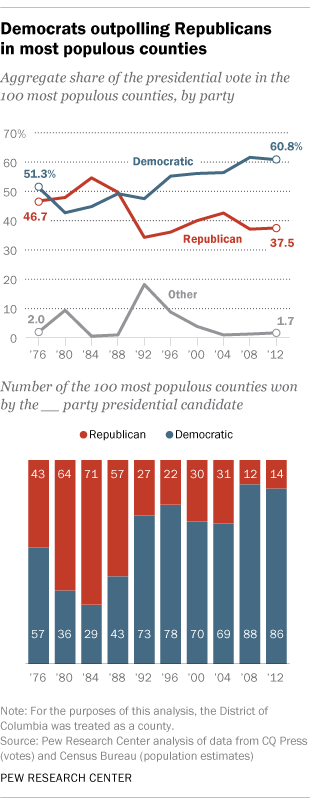 Democrats outpolling Republicans
in most populous counties
Aggregate share of the presidential vote in the
100 most populous counties, by party
70%
60
50
40
30
20
10
0
51.3%
46.7
2.0
Democratic
60.8%
Republican
37.5
Other
1.7
'76 '80 '84 '88 '92 '96 '00 '04 '08 '12
Number of the 100 most populous counties won
by the __ party presidential candidate
Republican Democratic
43 64 71 57 27 22 30 31 12 14
57 36 29 43 73 78 70 69 88 86
'76 '80 '84 '88 '92 '96 '00 '04 '08 '12
Note: For the purposes of this analysis, the District of
Columbia was treated as a county.
Source: Pew Research Center analysis of data from CQ Press
(votes) and Census Bureau (population estimates)
PEW RESEARCH CENTER